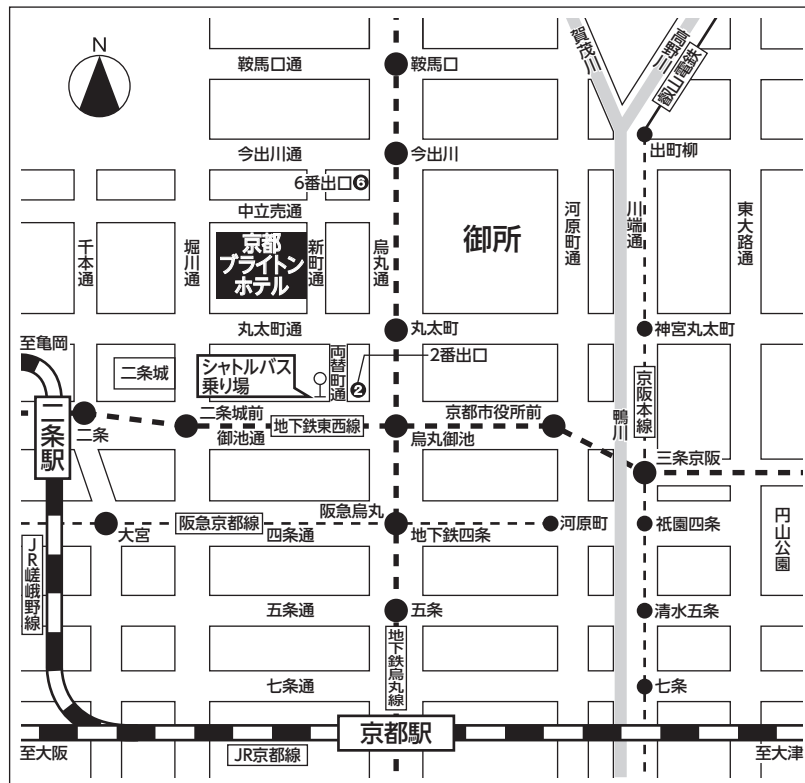 N
鞍馬口通
鞍馬口
賀茂川
高野川
叡山電鉄
出町柳
今出川通
今出川
6番出口❻
中立売通
千本通
堀川通
京都
ブライトン
ホテル
新町通
烏丸通
御所
河原町通
川端通
東大路通
丸太町通
丸太町
神宮丸太町
至亀岡
二条城
シャトルバス
乗り場
両替町通
❷
2番出口
京阪本線
鴨川
二条駅
二条
二条城前
御池通
地下鉄東西線
烏丸御池
京都市役所前
三条京阪
阪急烏丸
大宮
阪急京都線
四条通
地下鉄四条
河原町
祇園四条
円山公園
JR嵯峨野線
五条通
五条
清水五条
地下鉄烏丸線
七条通
七条
京都駅
至大阪
JR京都線
至大津